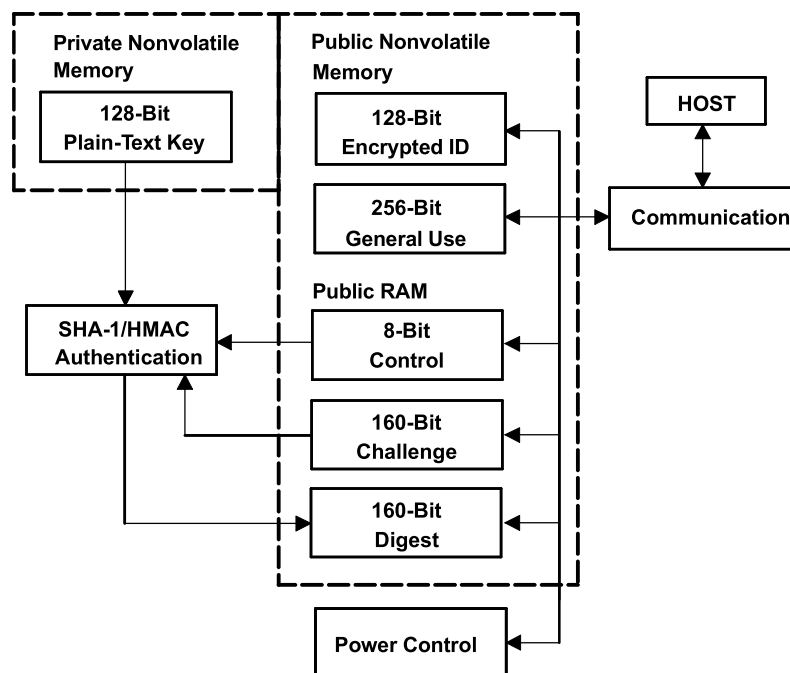 Private Nonvolatile
Memory
128-Bit
Plain-Text Key
Public Nonvolatile
Memory
128-Bit
Encrypted ID
HOST
256-Bit
General Use
Communication
Public RAM
SHA-1/HMAC
Authentication
8-Bit
Control
160-Bit
Challenge
160-Bit
Digest
Power Control